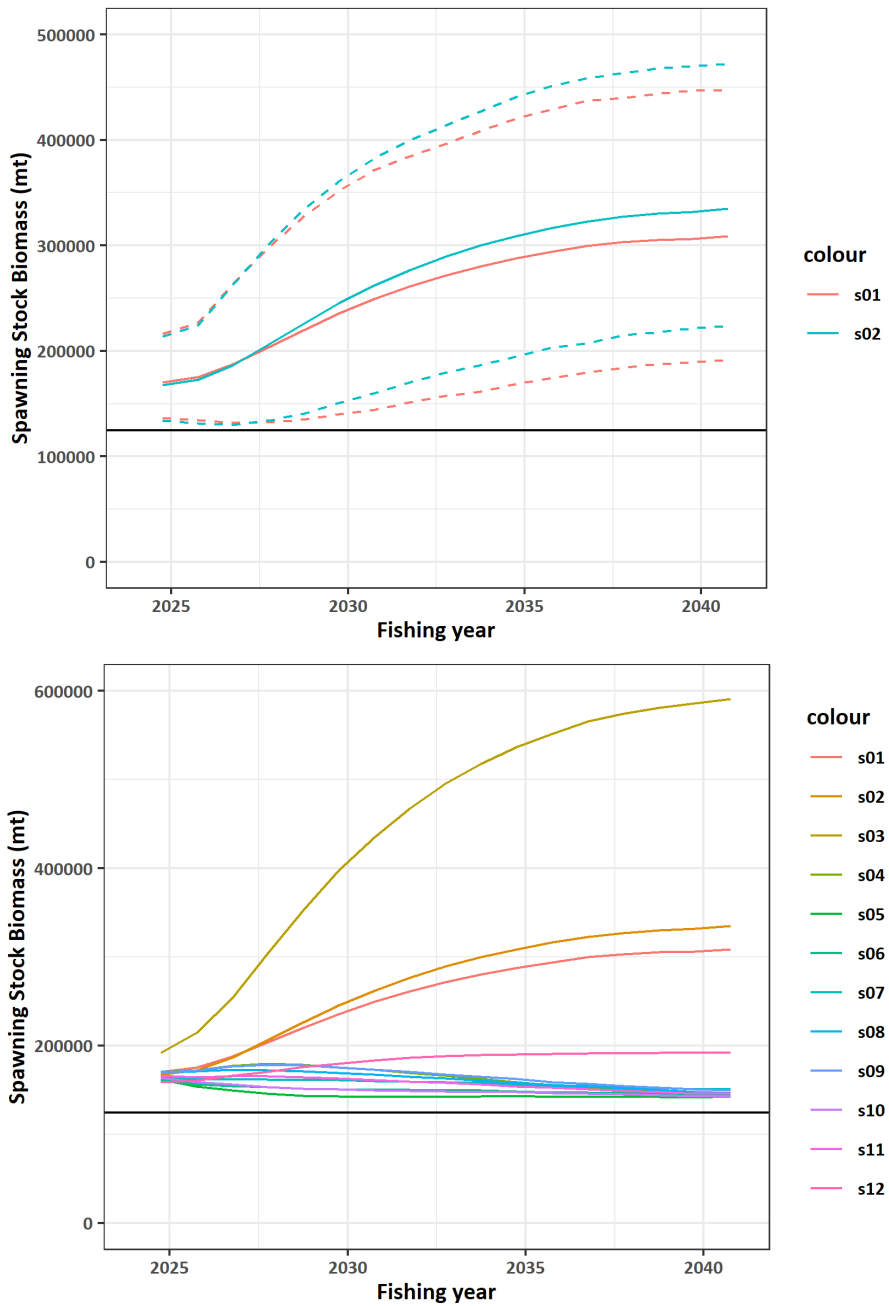 500000
400000
300000
200000
100000
0
Spawning Stock Biomass (mt)
2025 2030 2035 2040
Fishing year
colour
s01
s02
600000
400000
200000
0
Spawning Stock Biomass (mt)
2025 2030 2035 2040
Fishing year
colour
s01
s02
s03
s04
s05
s06
s07
s08
s09
s10
s11
s12